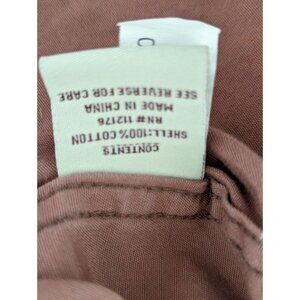 CONTENTS
SHELL:100% COTTON
RN# 112176
MADE IN CHINA
SEE REVERSE FOR CARE